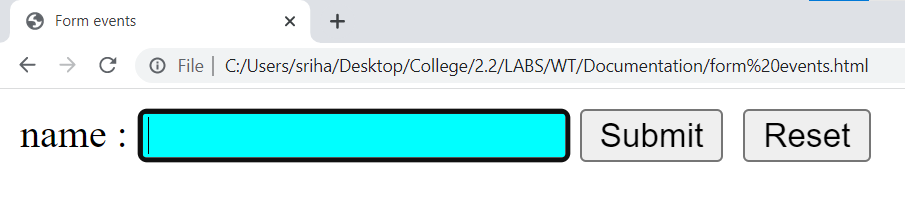 Form events
File | C:/Users/sriha/Desktop/College/2.2/LABS/WT/Documentation/form%20events.html
name : Submit Reset